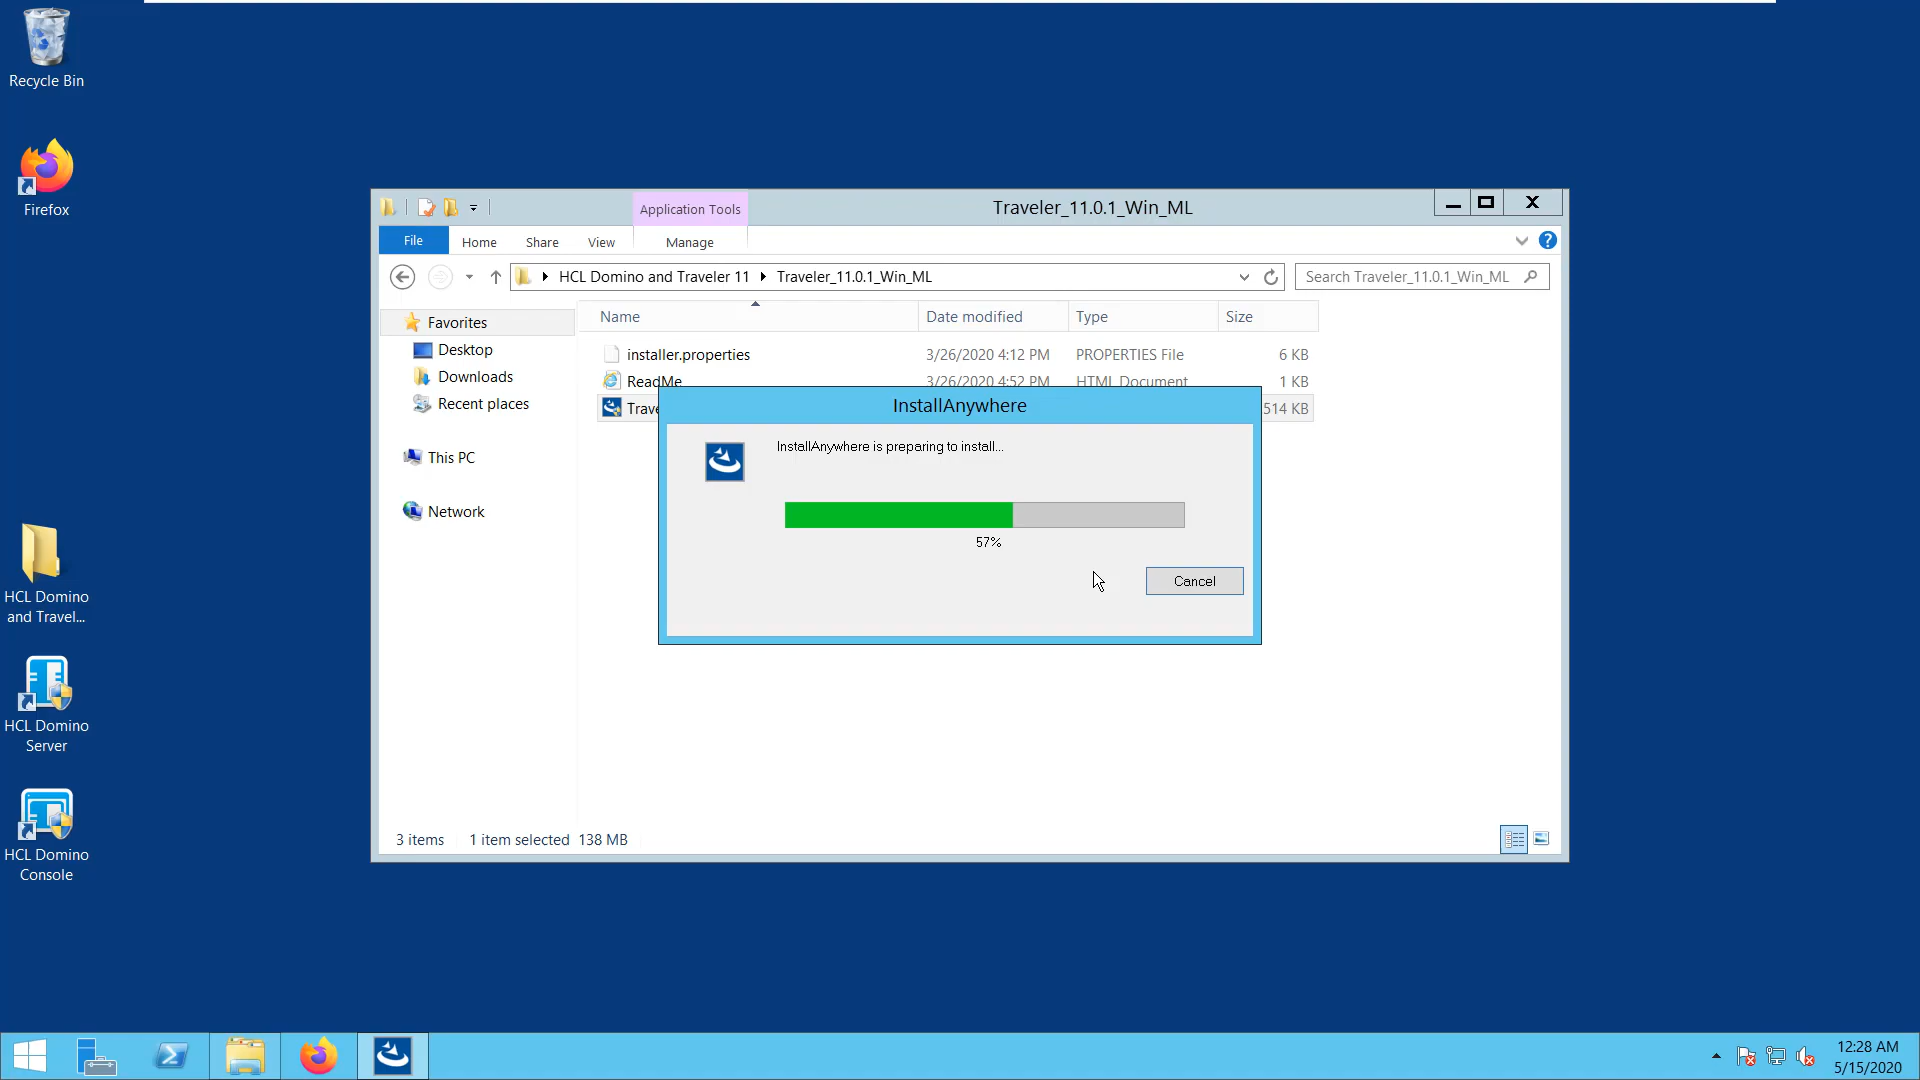 Recycle Bin
Firefox
HCL Domino
and Travel...
HCL Domino
Server
HCL Domino
Console
Application Tools
Traveler_11.0.1_Win_ML
File
Home
Share
View
Manage
HCL Domino and Traveler 11
Traveler_11.0.1_Win_ML
Search Traveler_11.0.1_Win_ML
Favorites
Desktop
Downloads
Recent places
This PC
Network
Name
Date modified
Type
Size
installer.properties
3/26/2020 4:12 PM
PROPERTIES File
6 KB
ReadMe
3/26/2020 4:52 PM
HTML Document
1 KB
Trave
514 KB
InstallAnywhere
InstallAnywhere is preparing to install...
57%
Cancel
3 items
1 item selected 138 MB
12:28 AM
5/15/2020